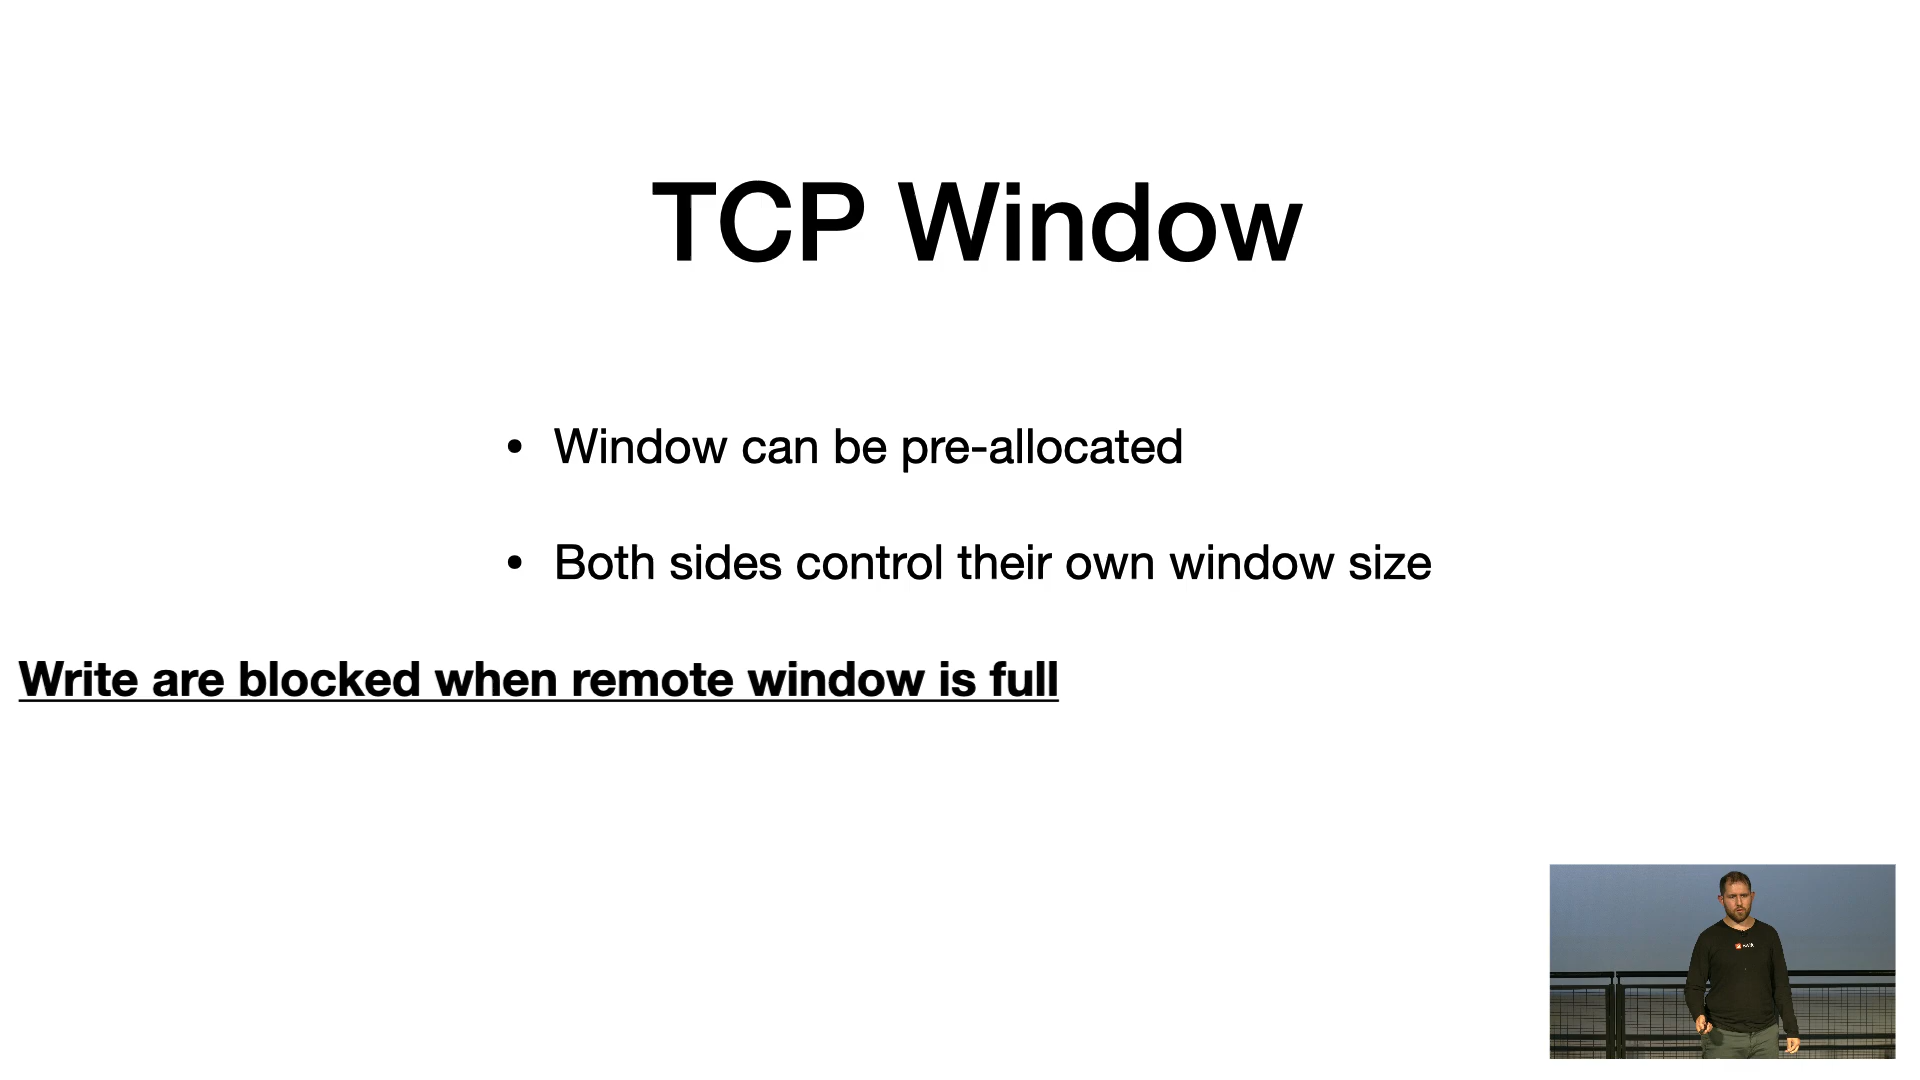 TCP Window
• Window can be pre-allocated
• Both sides control their own window size
Write are blocked when remote window is full